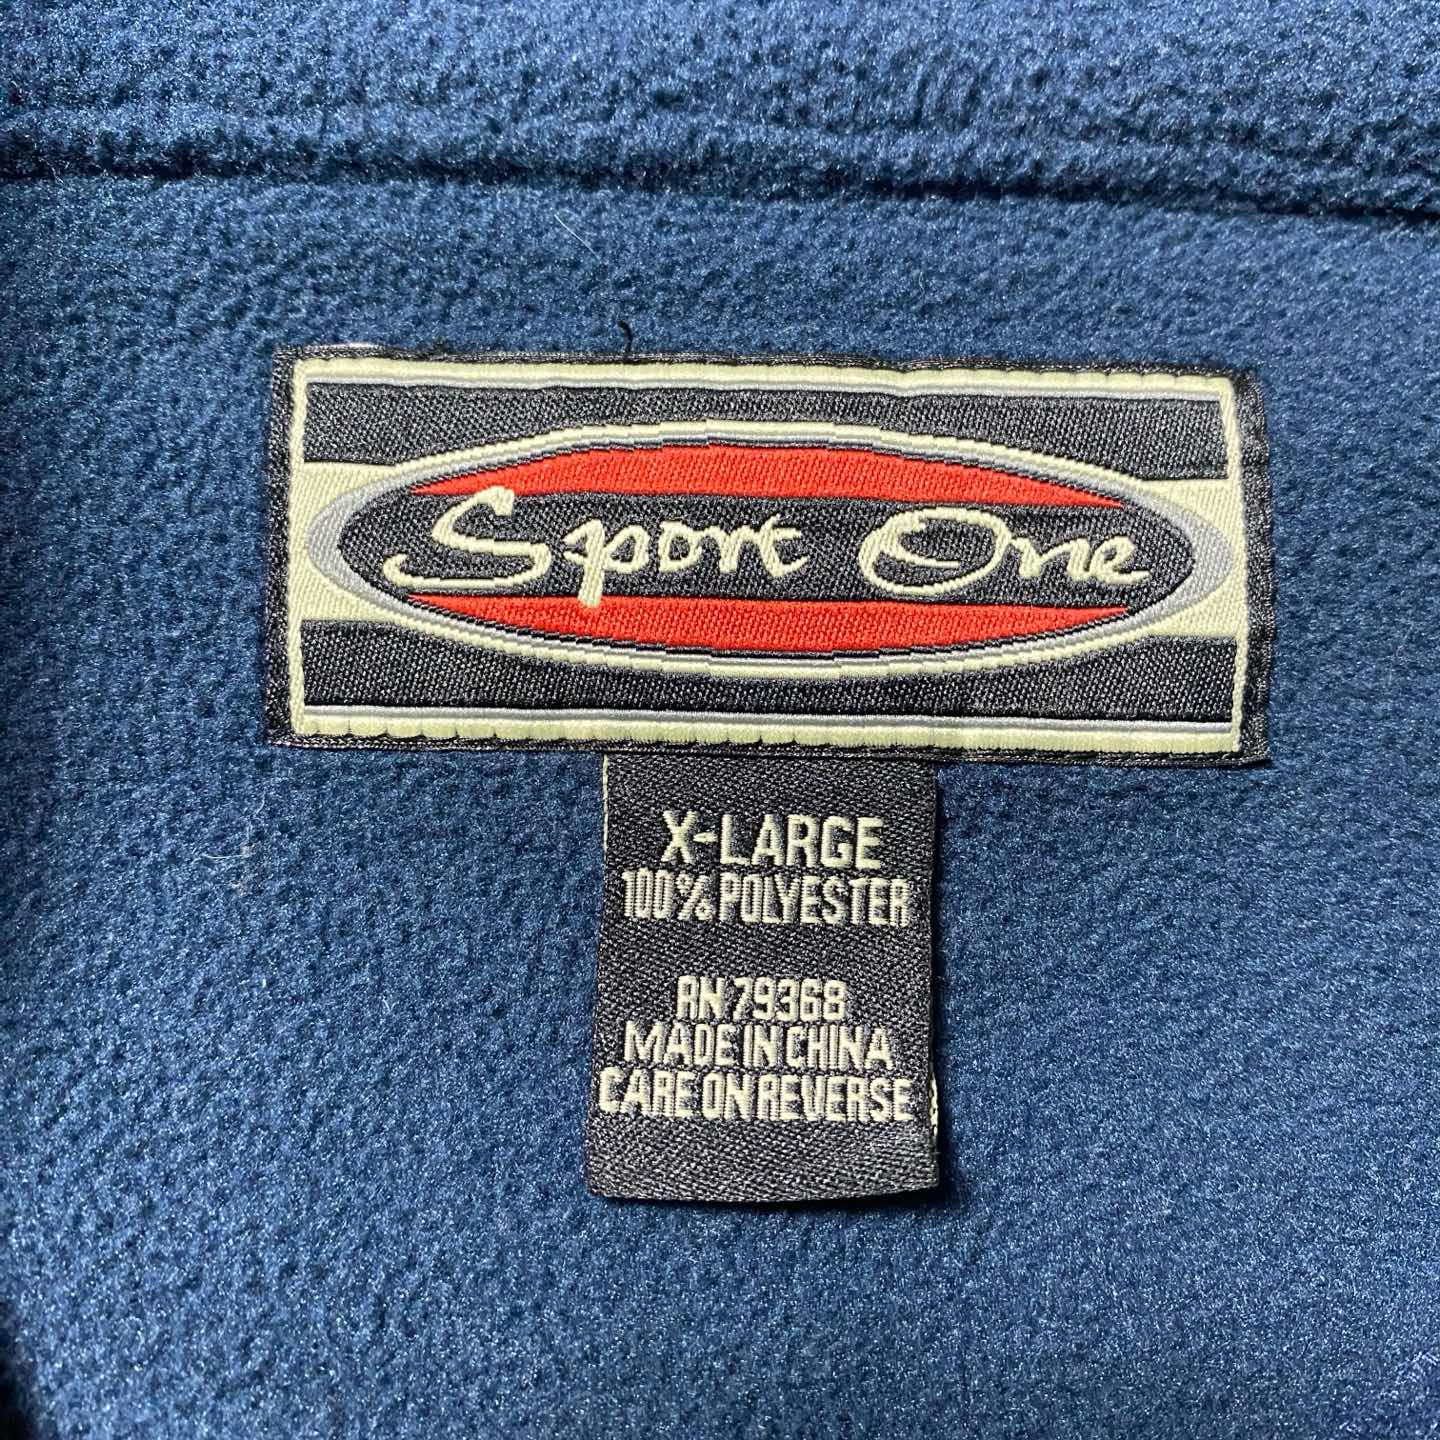 Sport One
X-LARGE
100% POLYESTER
RN 79368
MADE IN CHINA
CARE ON REVERSE